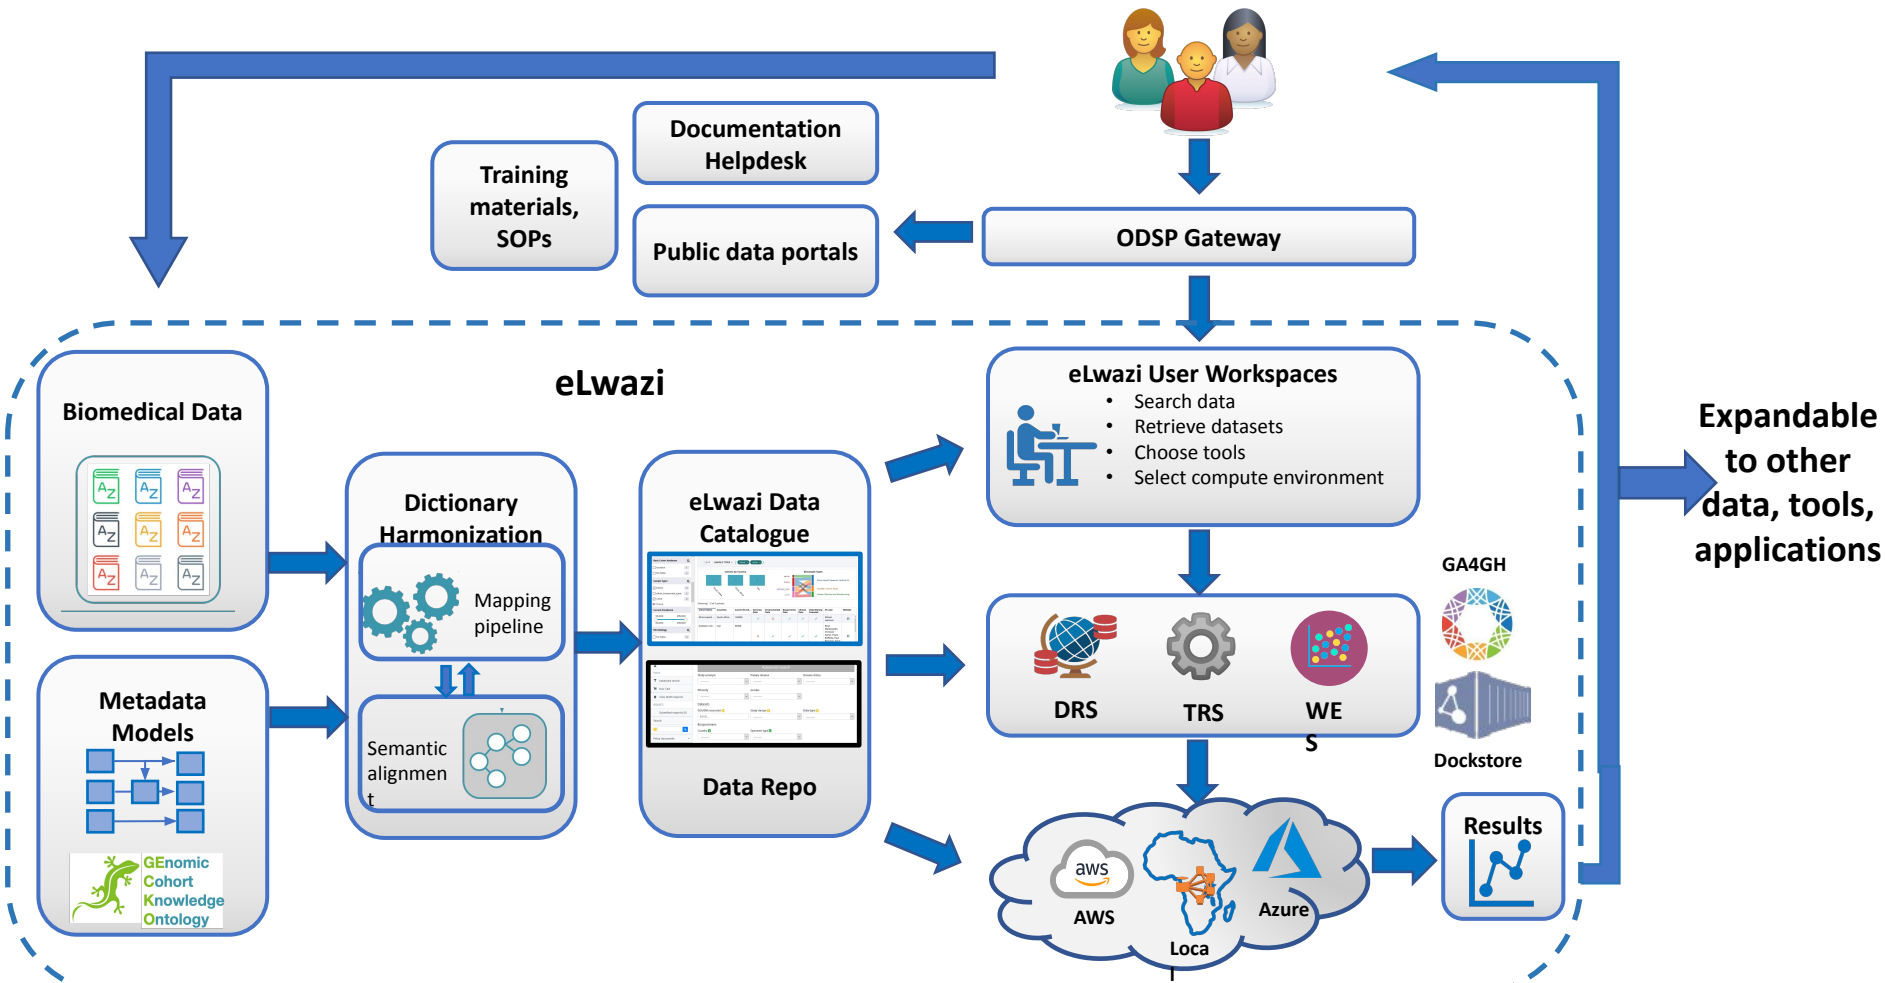 Documentation
Helpdesk
Training
materials,
SOPs
Public data portals
ODSP Gateway
eLwazi
Biomedical Data
A Z
A Z
A Z
A Z
A Z
A Z
A Z
A Z
A Z
Metadata
Models
GEnomic
Cohort
Knowledge
Ontology
Dictionary
Harmonization
Mapping
pipeline
Semantic
alignmen
t
eLwazi Data
Catalogue
Data Repo
eLwazi User Workspaces
• Search data
• Retrieve datasets
• Choose tools
• Select compute environment
DRS
TRS
WE
S
GA4GH
Dockstore
aws
AWS
Loca
l
Azure
Results
Expandable
to other
data, tools,
applications